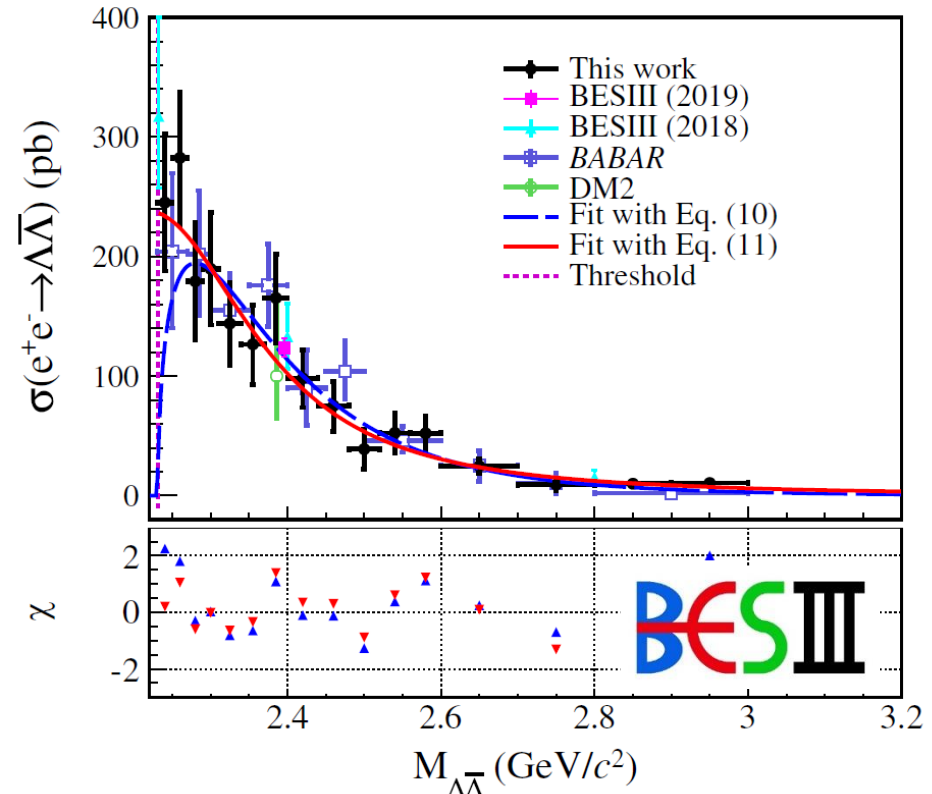 400
300
200
100
0
σ(e⁺e⁻→ΛΛ̅) (pb)
This work
BESIII (2019)
BESIII (2018)
BABAR
DM2
Fit with Eq. (10)
Fit with Eq. (11)
Threshold
2
0
-2
χ
BESIII
2.4 2.6 2.8 3 3.2
M_ΛΛ̅ (GeV/c²)